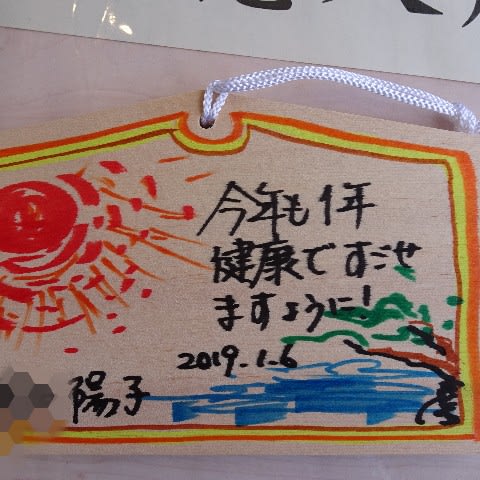 今年も1年
健康ですごせ
ますように!
2019.1.6
陽子